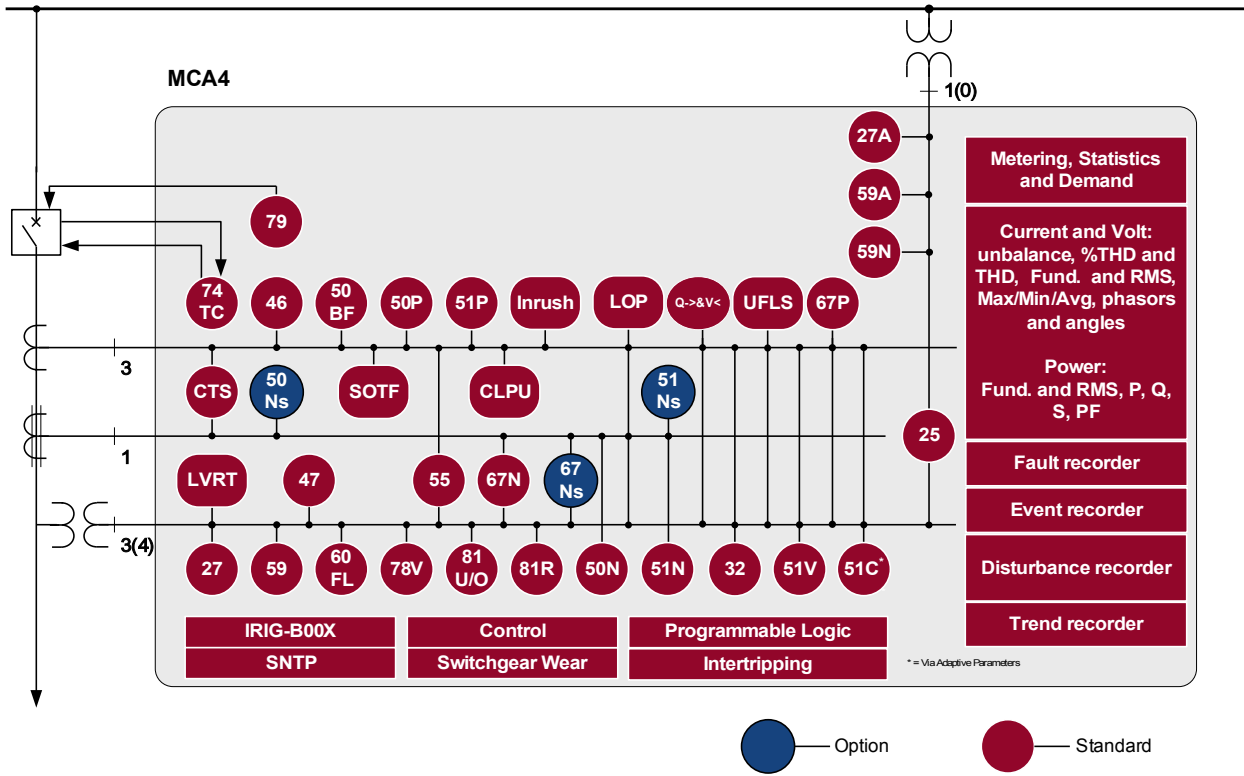 MCA4
1(0)
27A
59A
59N
79
74
TC
46
50
BF
50P
51P
Inrush
LOP
Q->&V<
UFLS
67P
3
CTS
50
Ns
SOTF
CLPU
51
Ns
25
1
LVRT
47
55
67N
67
Ns
3(4)
27
59
60
FL
78V
81
U/O
81R
50N
51N
32
51V
51C*
Metering, Statistics
and Demand
Current and Volt:
unbalance, %THD and
THD, Fund. and RMS,
Max/Min/Avg, phasors
and angles
Power:
Fund. and RMS, P, Q,
S, PF
Fault recorder
Event recorder
Disturbance recorder
Trend recorder
IRIG-B00X
Control
Programmable Logic
SNTP
Switchgear Wear
Intertripping
* = Via Adaptive Parameters
Option
Standard